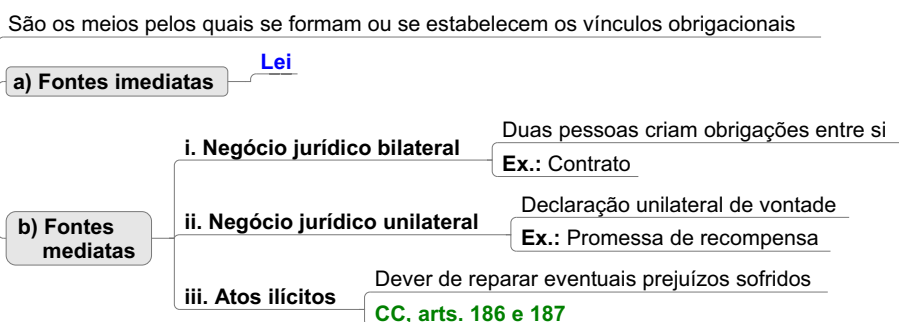 São os meios pelos quais se formam ou se estabelecem os vínculos obrigacionais
a) Fontes imediatas
Lei
b) Fontes
mediatas
i. Negócio jurídico bilateral
Duas pessoas criam obrigações entre si
Ex.: Contrato
ii. Negócio jurídico unilateral
Declaração unilateral de vontade
Ex.: Promessa de recompensa
iii. Atos ilícitos
Dever de reparar eventuais prejuízos sofridos
CC, arts. 186 e 187